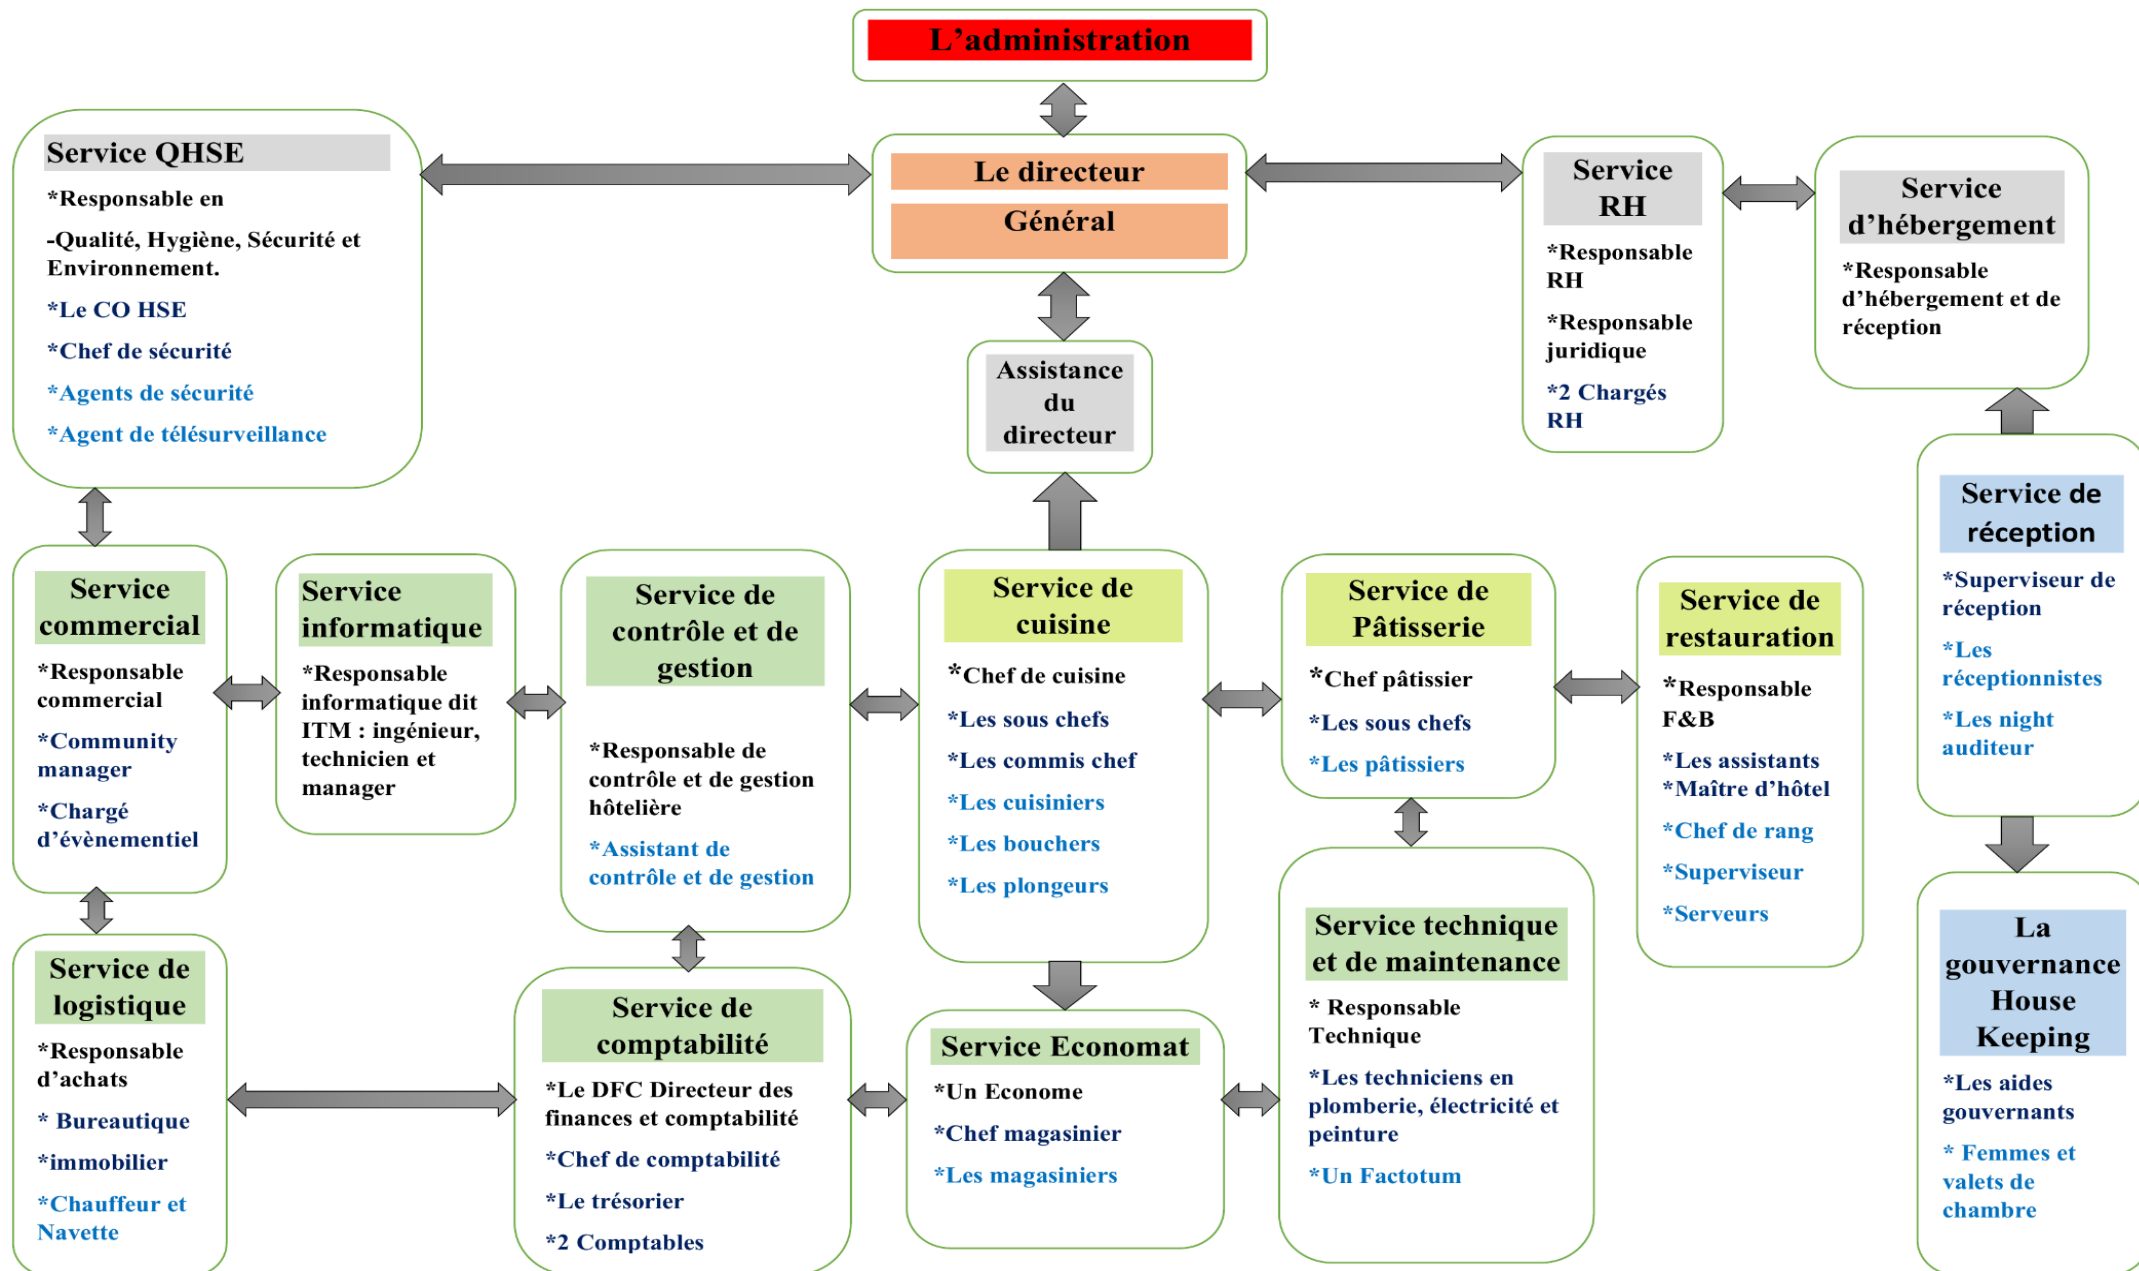 L'administration
Le directeur
Général
Service QHSE
*Responsable en
-Qualité, Hygiène, Sécurité et
Environnement.
*Le CO HSE
*Chef de sécurité
*Agents de sécurité
*Agent de télésurveillance
Assistance
du
directeur
Service
RH
*Responsable
RH
*Responsable
juridique
*2 Chargés
RH
Service
d'hébergement
*Responsable
d'hébergement et de
réception
Service de
réception
*Superviseur de
réception
*Les
réceptionnistes
*Les night
auditeur
Service
commercial
*Responsable
commercial
*Community
manager
*Chargé
d'évènementiel
Service
informatique
*Responsable
informatique dit
ITM : ingénieur,
technicien et
manager
Service de
contrôle et de
gestion
*Responsable de
contrôle et de gestion
hôtelière
*Assistant de
contrôle et de gestion
Service de
cuisine
*Chef de cuisine
*Les sous chefs
*Les commis chef
*Les cuisiniers
*Les bouchers
*Les plongeurs
Service de
Pâtisserie
*Chef pâtissier
*Les sous chefs
*Les pâtissiers
Service de
restauration
*Responsable
F&B
*Les assistants
*Maître d'hôtel
*Chef de rang
*Superviseur
*Serveurs
Service de
logistique
*Responsable
d'achats
* Bureautique
*immobilier
*Chauffeur et
Navette
Service de
comptabilité
*Le DFC Directeur des
finances et comptabilité
*Chef de comptabilité
*Le trésorier
*2 Comptables
Service Economat
*Un Econome
*Chef magasinier
*Les magasiniers
Service technique
et de maintenance
* Responsable
Technique
*Les techniciens en
plomberie, électricité et
peinture
*Un Factotum
La
gouvernance
House
Keeping
*Les aides
gouvernants
* Femmes et
valets de
chambre